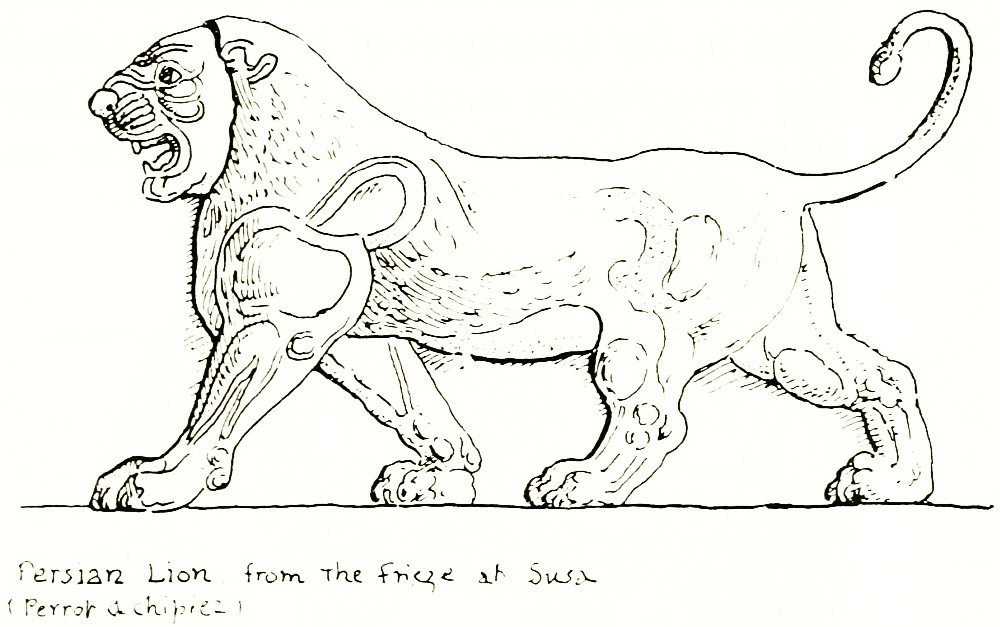 Persian Lion from The frieze at Susa
(Perrot & Chipiez)